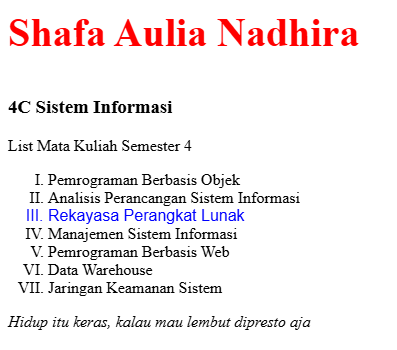 Shafa Aulia Nadhira
4C Sistem Informasi
List Mata Kuliah Semester 4
I. Pemrograman Berbasis Objek
II. Analisis Perancangan Sistem Informasi
III. Rekayasa Perangkat Lunak
IV. Manajemen Sistem Informasi
V. Pemrograman Berbasis Web
VI. Data Warehouse
VII. Jaringan Keamanan Sistem
Hidup itu keras, kalau mau lembut dipresto aja